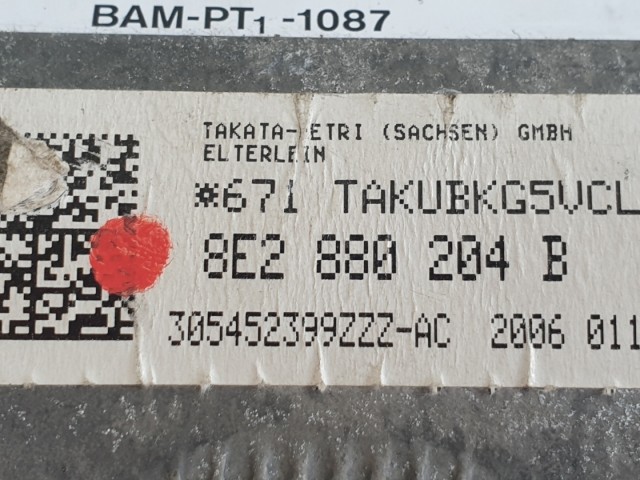 BAM-PT₁-1087
TAKATA-PETRI (SACHSEN) GMBH
ELTERLEIN
*671 TAKUBKG5VCL
8E2 880 204 B
305452399ZZZ-AC 2006 011